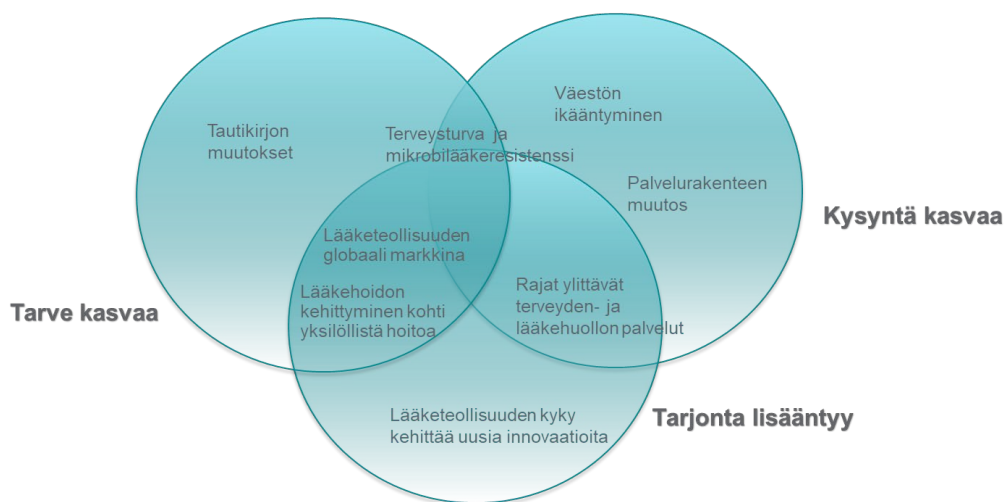 Väestön
ikääntyminen
Tautikirjon
muutokset
Terveysturva ja
mikrobilääkeresistenssi
Palvelurakenteen
muutos
Kysyntä kasvaa
Lääketeollisuuden
globaali markkina
Lääkehoidon
kehittyminen kohti
yksilöllistä hoitoa
Rajat ylittävät
terveyden- ja
lääkehuollon palvelut
Tarve kasvaa
Lääketeollisuuden kyky
kehittää uusia innovaatioita
Tarjonta lisääntyy